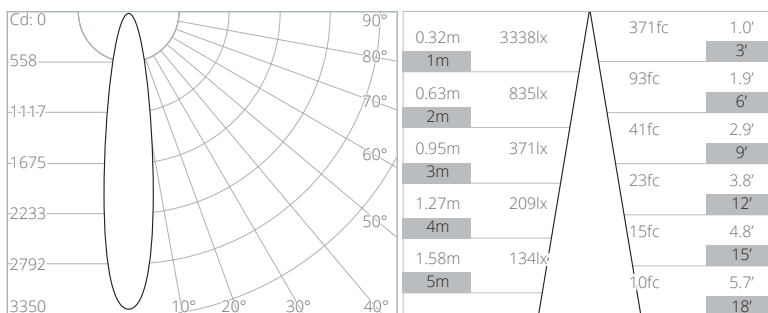 Cd: 0
558
1117
1675
2233
2792
3350
90°
80°
70°
60°
50°
10°
20°
30°
40°
0.32m 3338lx
1m
0.63m 835lx
2m
0.95m 371lx
3m
1.27m 209lx
4m
1.58m 134lx
5m
371fc 1.0’
3’
93fc 1.9’
6’
41fc 2.9’
9’
23fc 3.8’
12’
15fc 4.8’
15’
10fc 5.7’
18’